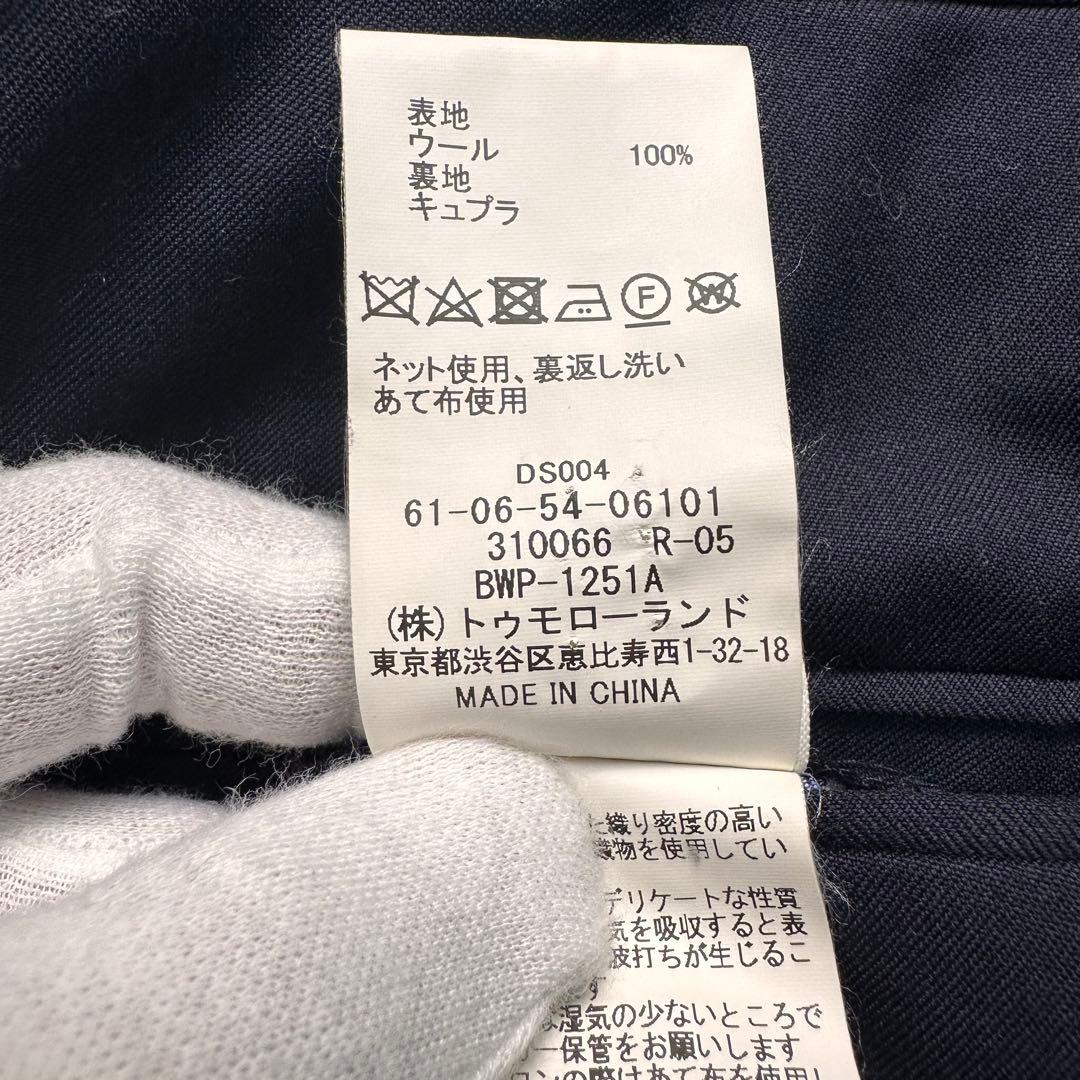 表地
ウール 100%
裏地
キュプラ
F
W
ネット使用、裏返し洗い
あて布使用
DS004
61-06-54-06101
310066 R-05
BWP-1251A
(株)トゥモローランド
東京都渋谷区恵比寿西1-32-18
MADE IN CHINA
織り密度の高い
物を使用してい
デリケートな性質
気を吸収すると表
波打ちが生じるこ
す
湿気の少ないところで
保管をお願いします
ロンの際はあて布を使用し